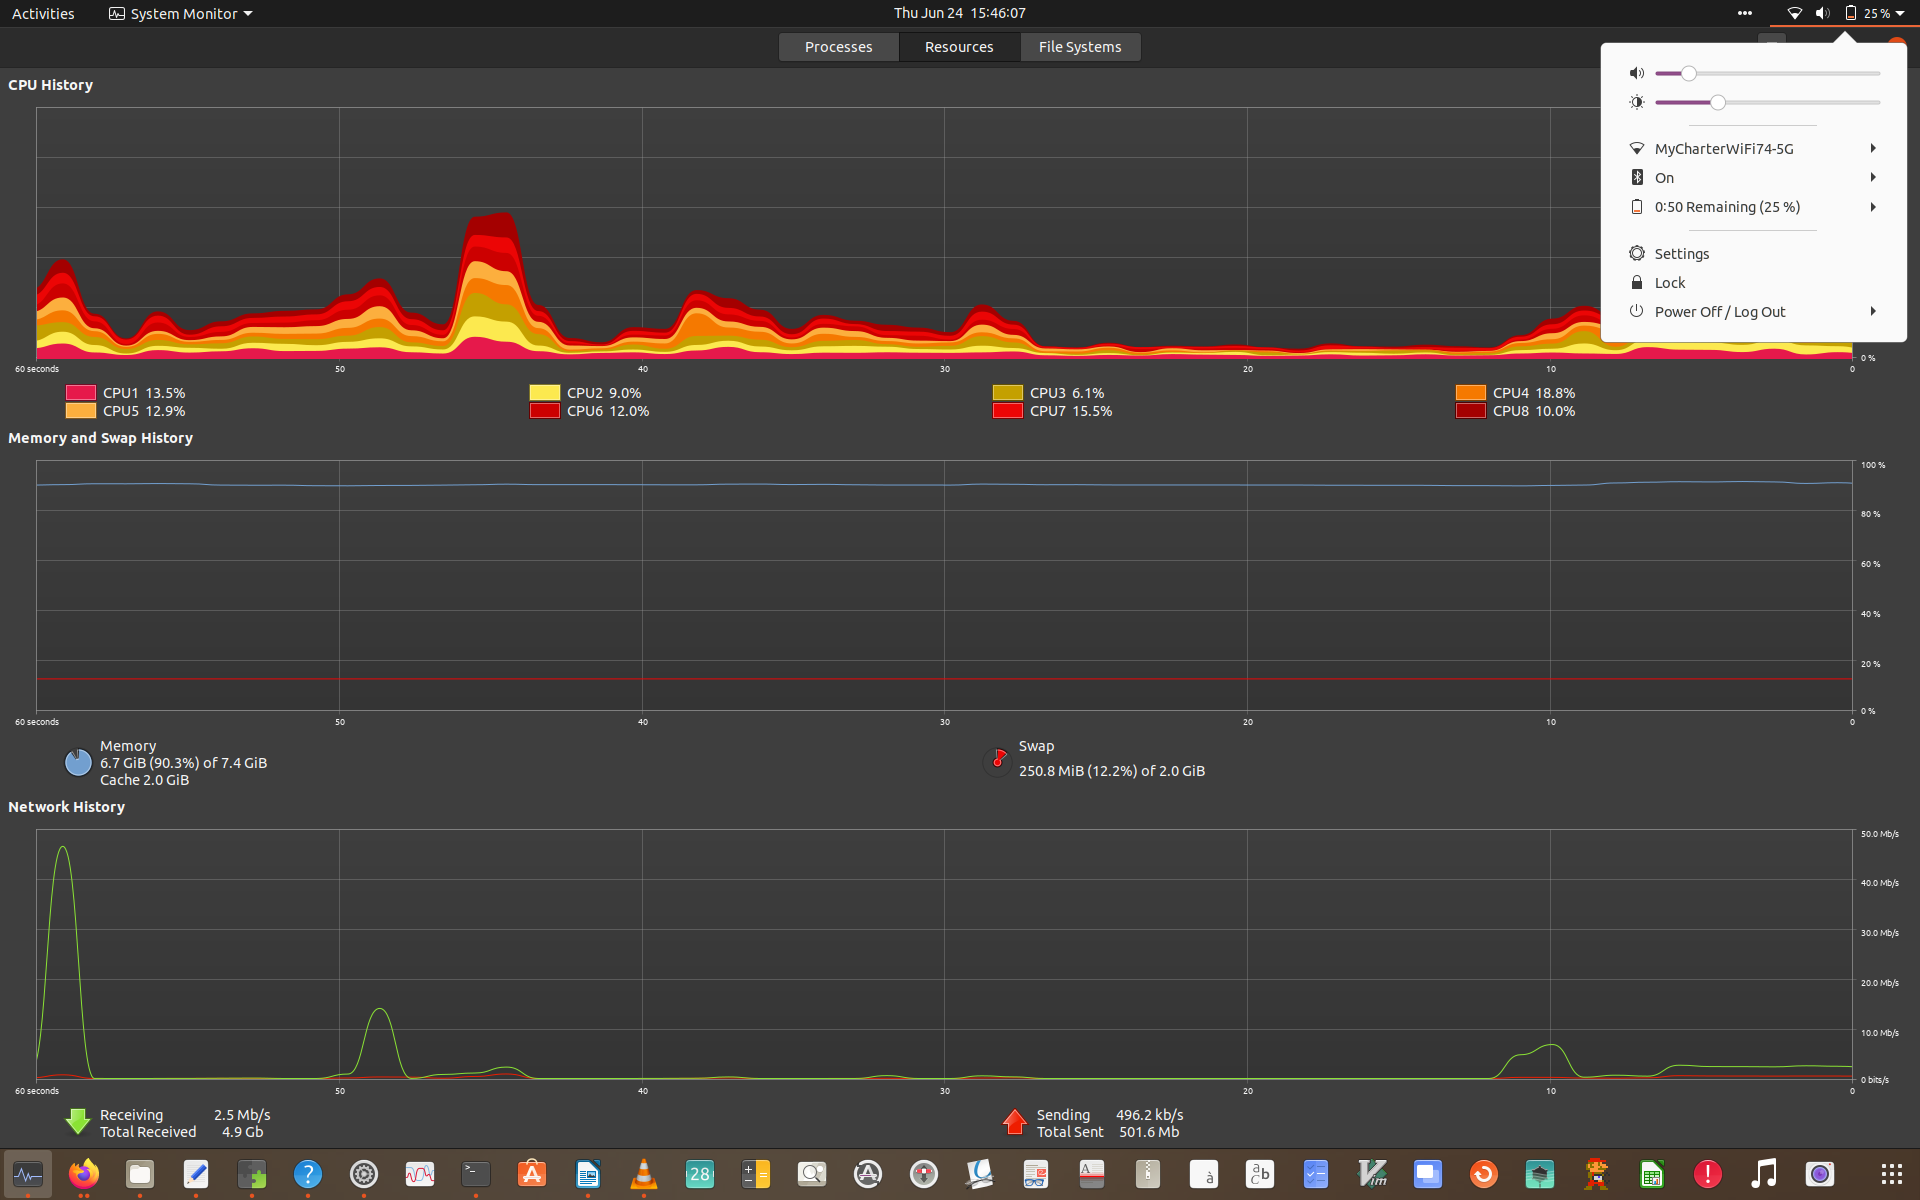 Activities
System Monitor
Thu Jun 24 15:46:07
25 %
Processes
Resources
File Systems
MyCharterWiFi74-5G
On
0:50 Remaining (25 %)
Settings
Lock
Power Off / Log Out
CPU History
0 %
60 seconds 50 40 30 20 10 0
CPU1 13.5% CPU2 9.0% CPU3 6.1% CPU4 18.8%
CPU5 12.9% CPU6 12.0% CPU7 15.5% CPU8 10.0%
Memory and Swap History
100 %
80 %
60 %
40 %
20 %
0 %
60 seconds 50 40 30 20 10 0
Memory
6.7 GiB (90.3%) of 7.4 GiB
Cache 2.0 GiB
Swap
250.8 MiB (12.2%) of 2.0 GiB
Network History
50.0 Mb/s
40.0 Mb/s
30.0 Mb/s
20.0 Mb/s
10.0 Mb/s
0 bits/s
60 seconds 50 40 30 20 10 0
Receiving 2.5 Mb/s
Total Received 4.9 Gb
Sending 496.2 kb/s
Total Sent 501.6 Mb
28
à
a b c
Vim